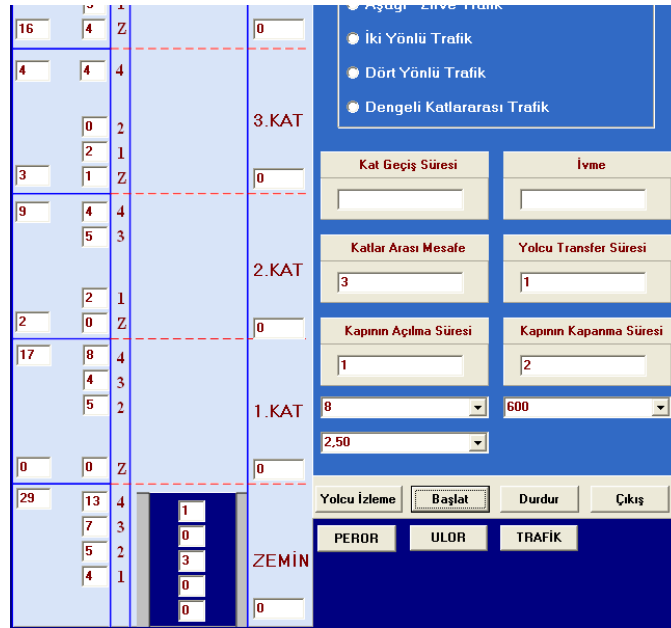 1
16 4 Z 0
4 4 4
0 2
2 1
3 1 Z
3.KAT
0
9 4 4
5 3
2 1
2 0 Z
2.KAT
0
17 8 4
4 3
5 2
0 0 Z
1.KAT
0
29 13 4
7 3
5 2
4 1
1
0
3
0
0
ZEMİN
0
İki Yönlü Trafik
Dört Yönlü Trafik
Dengeli Katlararası Trafik
Kat Geçiş Süresi
İvme
Katlar Arası Mesafe
3
Yolcu Transfer Süresi
1
Kapının Açılma Süresi
1
Kapının Kapanma Süresi
2
8
600
2,50
Yolcu İzleme Başlat Durdur Çıkış
PEROR ULOR TRAFİK